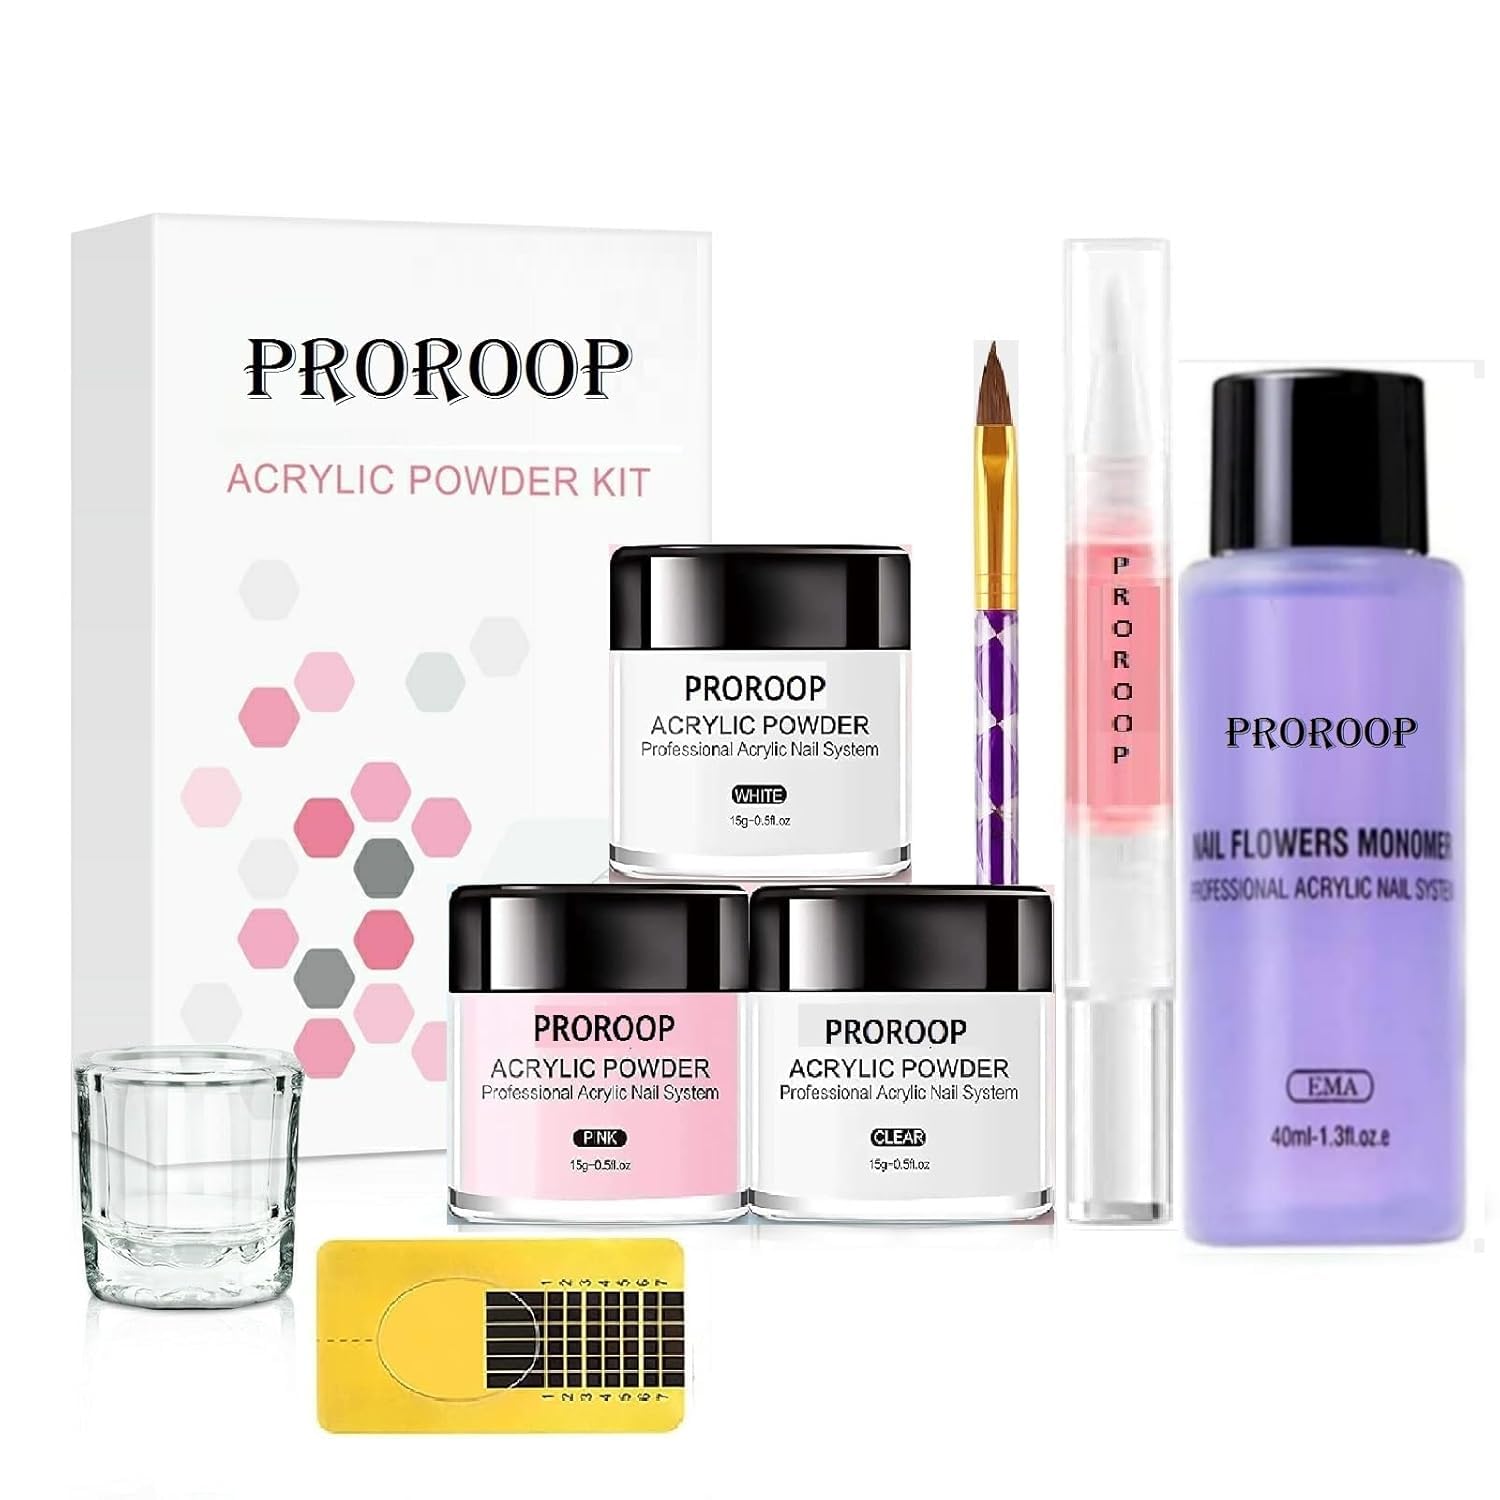 PROROOP
ACRYLIC POWDER KIT
PROROOP
ACRYLIC POWDER
Professional Acrylic Nail System
WHITE
15g-0.5fl.oz
PROROOP
ACRYLIC POWDER
Professional Acrylic Nail System
PINK
15g-0.5fl.oz
PROROOP
ACRYLIC POWDER
Professional Acrylic Nail System
CLEAR
15g-0.5fl.oz
PROROOP
PROROOP
NAIL FLOWERS MONOMER
PROFESSIONAL ACRYLIC NAIL SYSTEM
EMA
40ml-1.3fl.oz.e
1 2 3 4 5 6 7
1 2 3 4 5 6 7